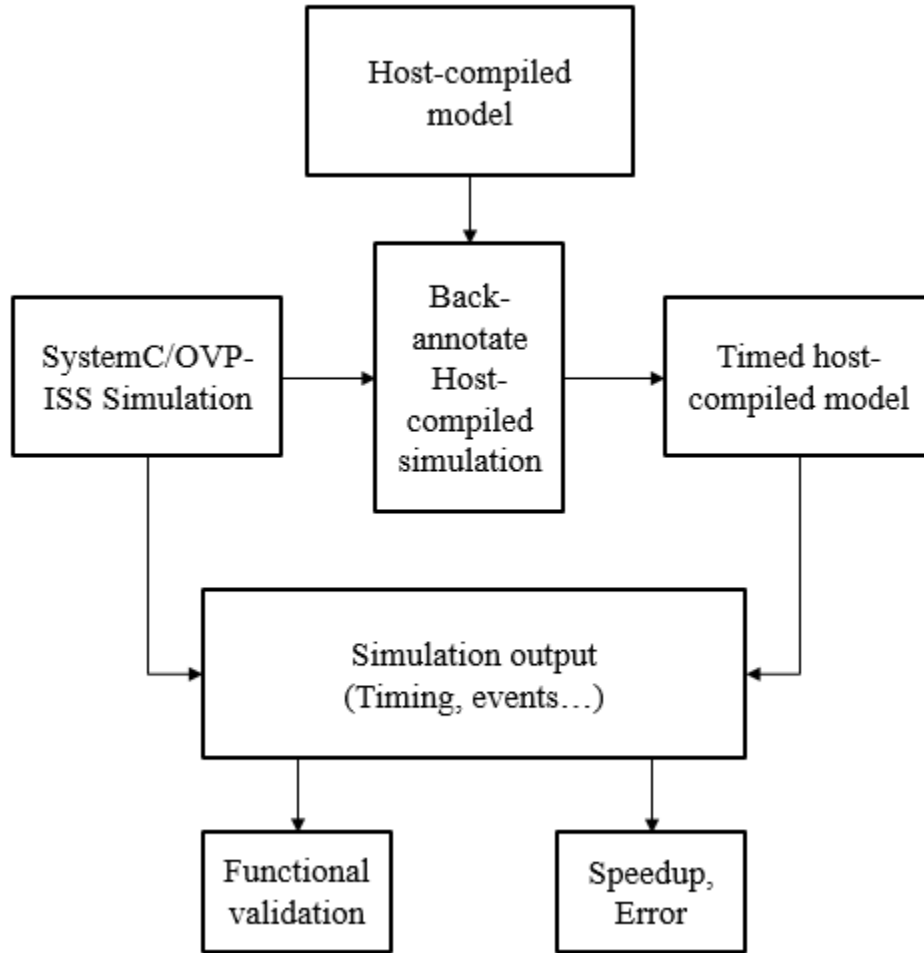 Host-compiled
model
SystemC/OVP-
ISS Simulation
Back-
annotate
Host-
compiled
simulation
Timed host-
compiled model
Simulation output
(Timing, events…)
Functional
validation
Speedup,
Error